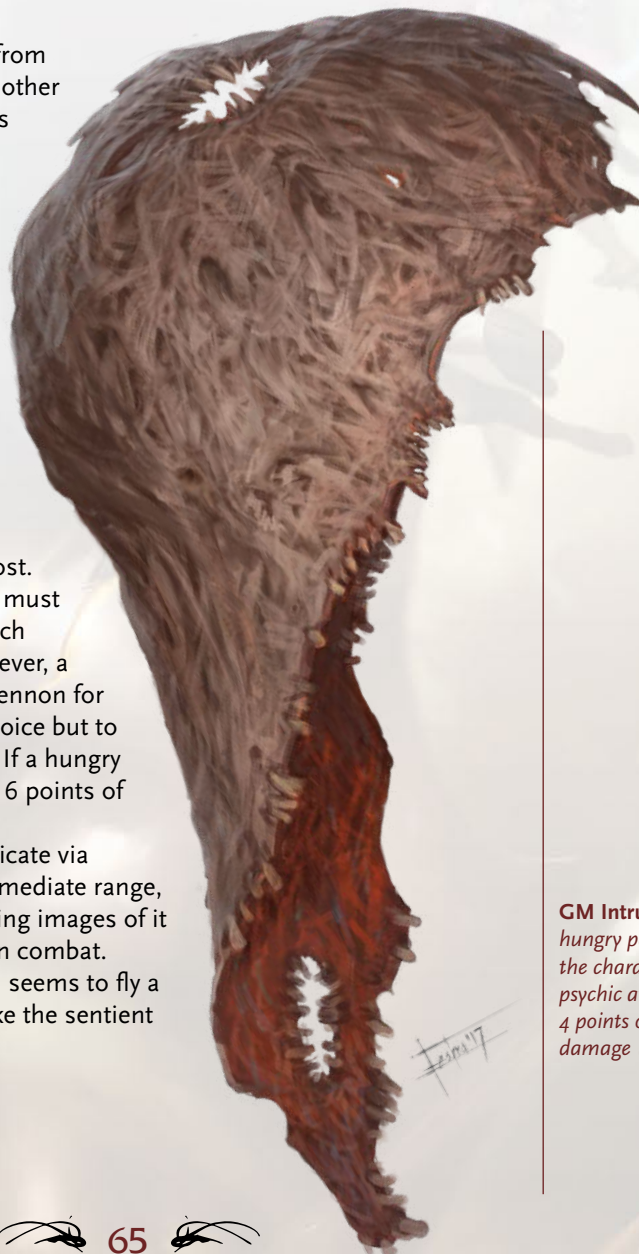 from
other
s
ost.
must
ch
ever, a
ennon for
oice but to
If a hungry
6 points of
icate via
mediate range,
ing images of it
n combat.
seems to fly a
ke the sentient
GM Intru
hungry p
the chara
psychic a
4 points o
damage
65